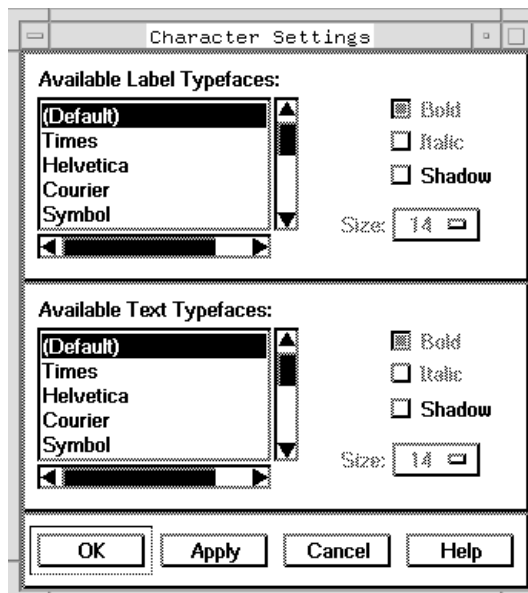 Character Settings
Available Label Typefaces:
(Default)
Times
Helvetica
Courier
Symbol
Bold
Italic
Shadow
Size: 14
Available Text Typefaces:
(Default)
Times
Helvetica
Courier
Symbol
Bold
Italic
Shadow
Size: 14
OK Apply Cancel Help